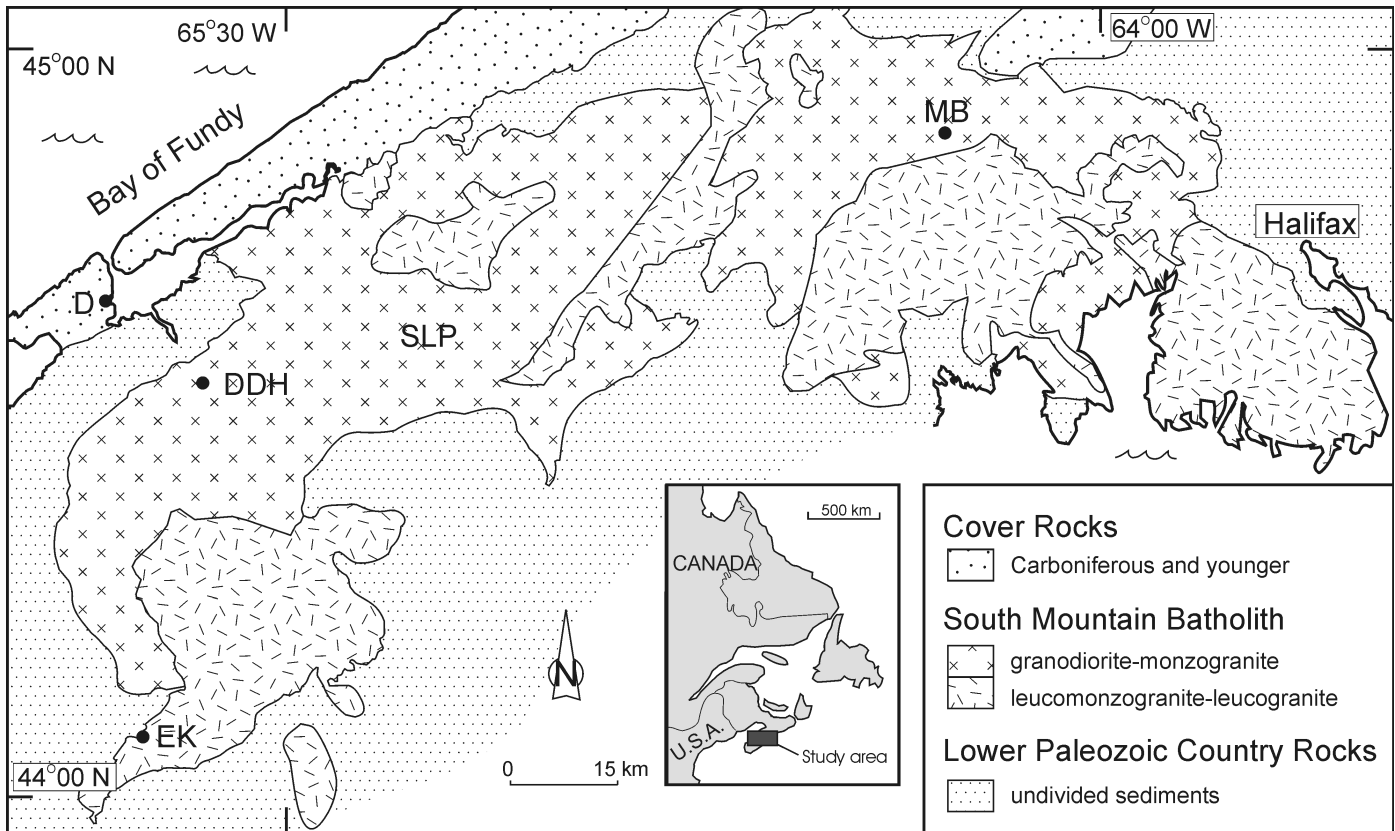 65°30 W
64°00 W
45°00 N
MB
Bay of Fundy
Halifax
D
SLP
DDH
500 km
CANADA
Cover Rocks
Carboniferous and younger
South Mountain Batholith
granodiorite-monzogranite
leucomonzogranite-leucogranite
N
U.S.A.
EK
Study area
Lower Paleozoic Country Rocks
44°00 N
0 15 km
undivided sediments